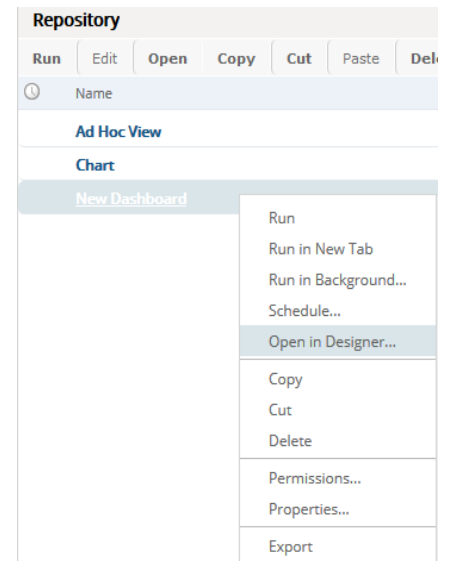 Repository
Run Edit Open Copy Cut Paste
Name
Ad Hoc View
Chart
New Dashboard
Run
Run in New Tab
Run in Background...
Schedule...
Open in Designer...
Copy
Cut
Delete
Permissions...
Properties...
Export